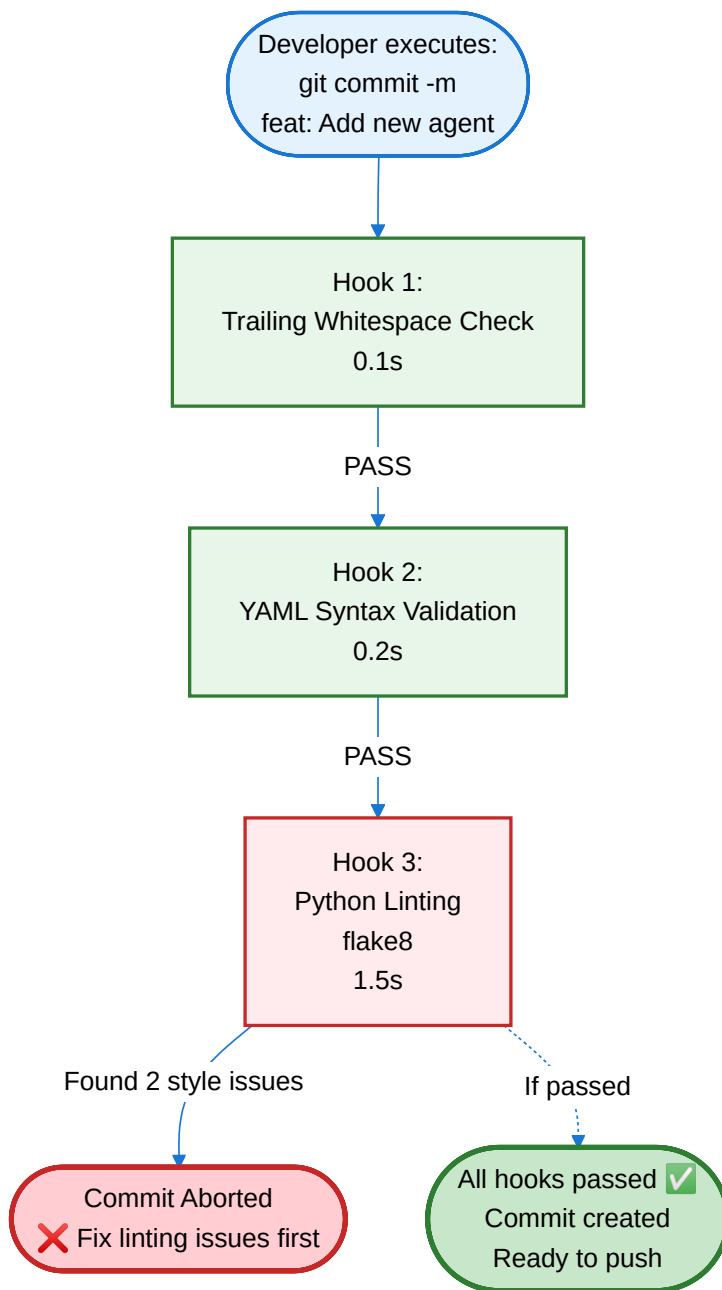 Developer executes:
git commit -m
feat: Add new agent
Hook 1:
Trailing Whitespace Check
0.1s
PASS
Hook 2:
YAML Syntax Validation
0.2s
PASS
Hook 3:
Python Linting
flake8
1.5s
Found 2 style issues
If passed
Commit Aborted
❌ Fix linting issues first
All hooks passed ✅
Commit created
Ready to push